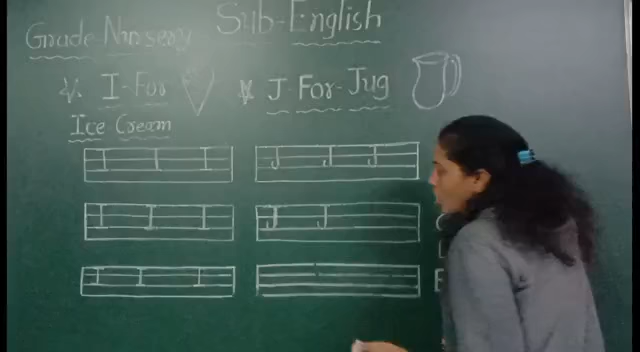 Grade Nursery Sub-English
I-For J-For-Jug
Ice Cream
I I I J J J
I I I J J
I I I